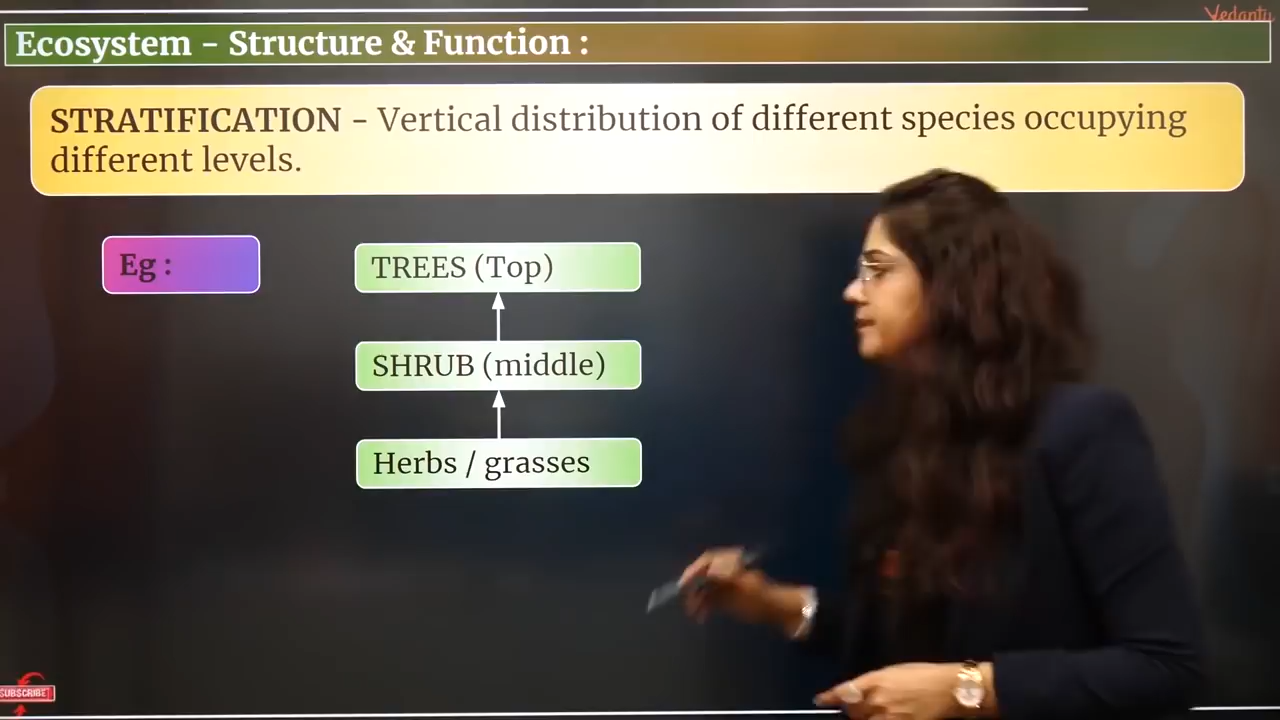 Vedantu
Ecosystem - Structure & Function :
STRATIFICATION - Vertical distribution of different species occupying
different levels.
Eg :
TREES (Top)
SHRUB (middle)
Herbs / grasses
SUBSCRIBE